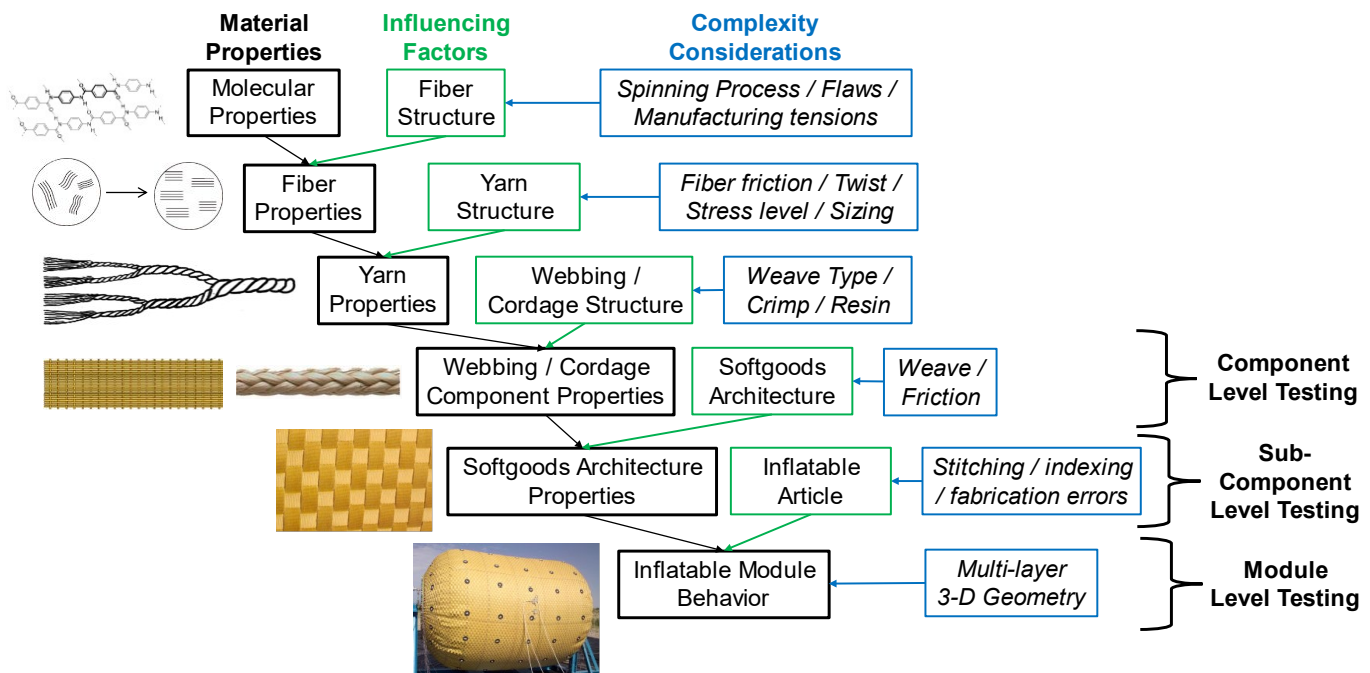 Material
Properties
Influencing
Factors
Complexity
Considerations
Molecular
Properties
Fiber
Structure
Spinning Process / Flaws /
Manufacturing tensions
Fiber
Properties
Yarn
Structure
Fiber friction / Twist /
Stress level / Sizing
Yarn
Properties
Webbing /
Cordage Structure
Weave Type /
Crimp / Resin
Webbing / Cordage
Component Properties
Softgoods
Architecture
Weave /
Friction
Component
Level Testing
Softgoods Architecture
Properties
Inflatable
Article
Stitching / indexing
/ fabrication errors
Sub-
Component
Level Testing
Inflatable Module
Behavior
Multi-layer
3-D Geometry
Module
Level Testing